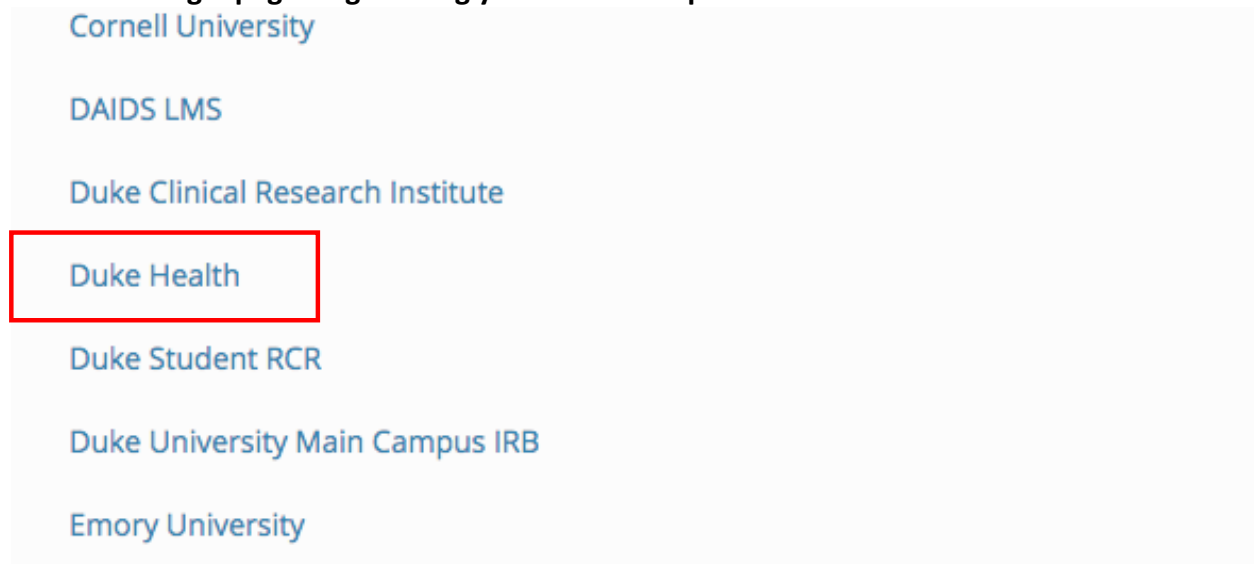 Cornell University
DAIDS LMS
Duke Clinical Research Institute
Duke Health
Duke Student RCR
Duke University Main Campus IRB
Emory University